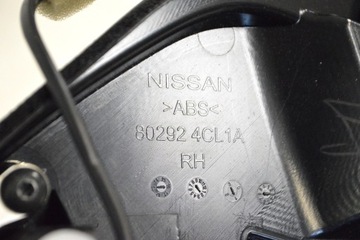 NISSAN
>ABS<
80292 4CL1A
RH